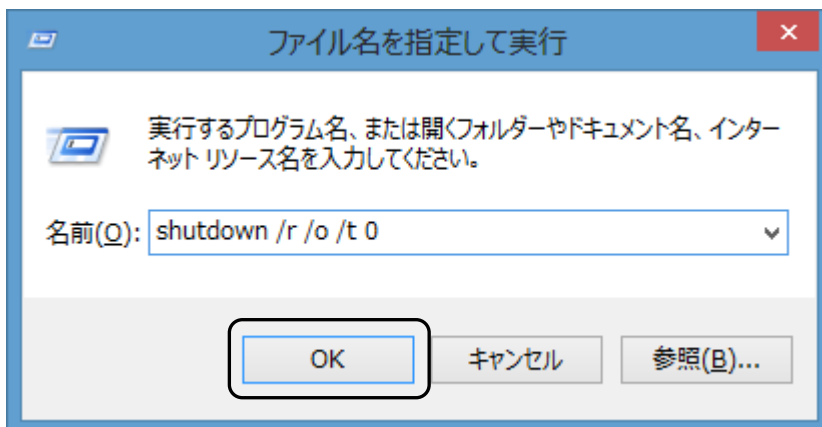 ファイル名を指定して実行
実行するプログラム名、または開くフォルダーやドキュメント名、インター
ネット リソース名を入力してください。
名前(O): shutdown /r /o /t 0
OK キャンセル 参照(B)...